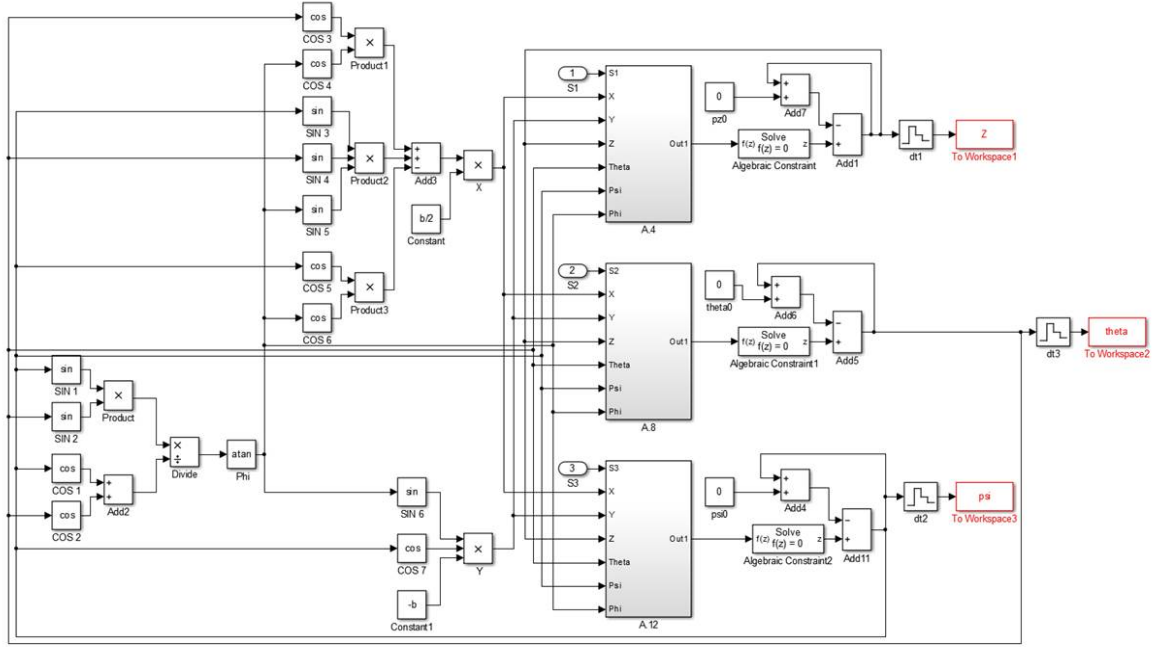 cos
COS 3
cos
COS 4
×
Product1
sin
SIN 3
sin
SIN 4
sin
SIN 5
×
Product2
cos
COS 5
cos
COS 6
×
Product3
+
+
−
Add3
b/2
Constant
×
X
sin
SIN 1
sin
SIN 2
×
Product
cos
COS 1
cos
COS 2
+
+
Add2
×
÷
Divide
atan
Phi
sin
SIN 6
cos
COS 7
-b
Constant1
×
Y
1
S1
S1
X
Y
Z
Theta
Psi
Phi
Out1
A.4
0
pz0
+
+
Add7
Solve
f(z) = 0
f(z)
z
Algebraic Constraint
−
+
Add1
dt1
Z
To Workspace1
2
S2
S2
X
Y
Z
Theta
Psi
Phi
Out1
A.8
0
theta0
+
+
Add6
Solve
f(z) = 0
f(z)
z
Algebraic Constraint1
−
+
Add5
dt3
theta
To Workspace2
3
S3
S3
X
Y
Z
Theta
Psi
Phi
Out1
A.12
0
psi0
+
+
Add4
Solve
f(z) = 0
f(z)
z
Algebraic Constraint2
−
+
Add11
dt2
psi
To Workspace3